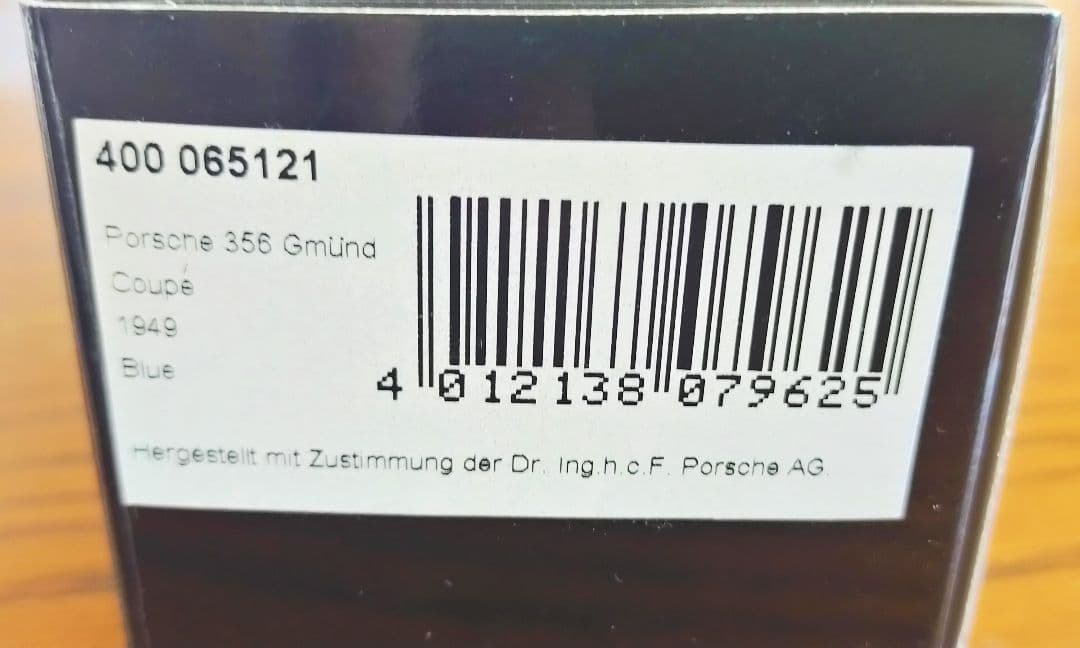 400 065121
Porsche 356 Gmünd
Coupé
1949
Blue
4 012138 079625
Hergestellt mit Zustimmung der Dr. Ing.h.c.F. Porsche AG.